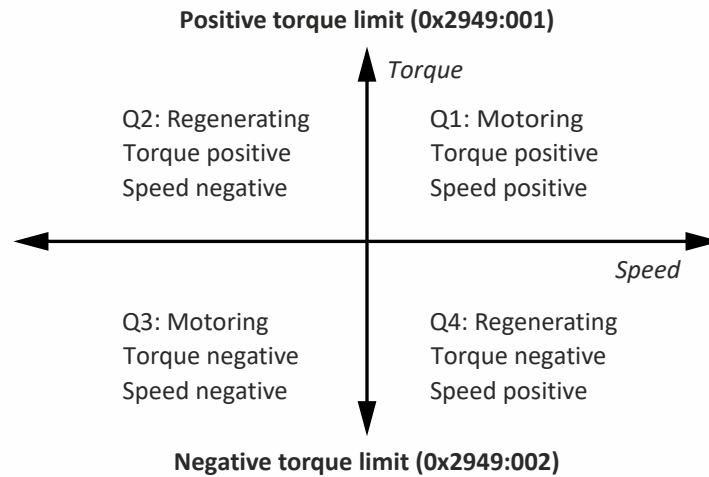 Positive torque limit (0x2949:001)
Torque
Q2: Regenerating
Torque positive
Speed negative
Q1: Motoring
Torque positive
Speed positive
Speed
Q3: Motoring
Torque negative
Speed negative
Q4: Regenerating
Torque negative
Speed positive
Negative torque limit (0x2949:002)